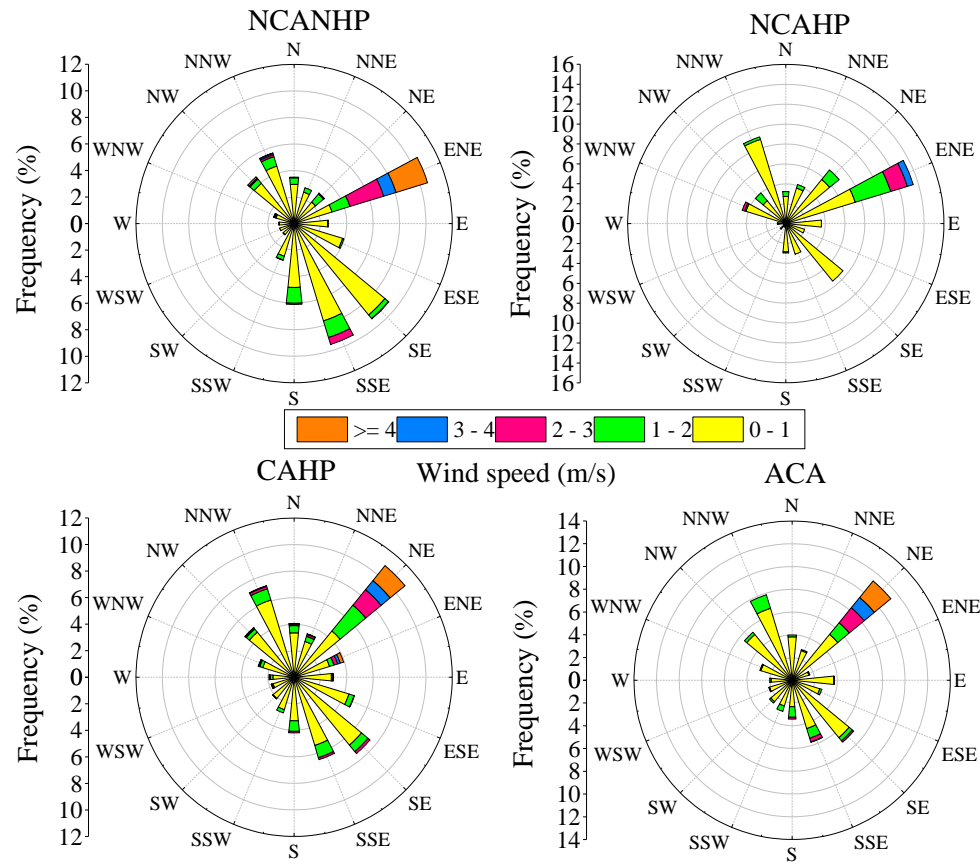 NCANHP
NCAHP
Frequency (%)
12
10
8
6
4
2
0
2
4
6
8
10
12
N
NNE
NE
ENE
E
ESE
SE
SSE
S
SSW
SW
WSW
W
WNW
NW
NNW
Frequency (%)
16
14
12
10
8
6
4
2
0
2
4
6
8
10
12
14
16
N
NNE
NE
ENE
E
ESE
SE
SSE
S
SSW
SW
WSW
W
WNW
NW
NNW
>= 4 3 - 4 2 - 3 1 - 2 0 - 1
Wind speed (m/s)
CAHP
ACA
Frequency (%)
12
10
8
6
4
2
0
2
4
6
8
10
12
N
NNE
NE
ENE
E
ESE
SE
SSE
S
SSW
SW
WSW
W
WNW
NW
NNW
Frequency (%)
14
12
10
8
6
4
2
0
2
4
6
8
10
12
14
N
NNE
NE
ENE
E
ESE
SE
SSE
S
SSW
SW
WSW
W
WNW
NW
NNW